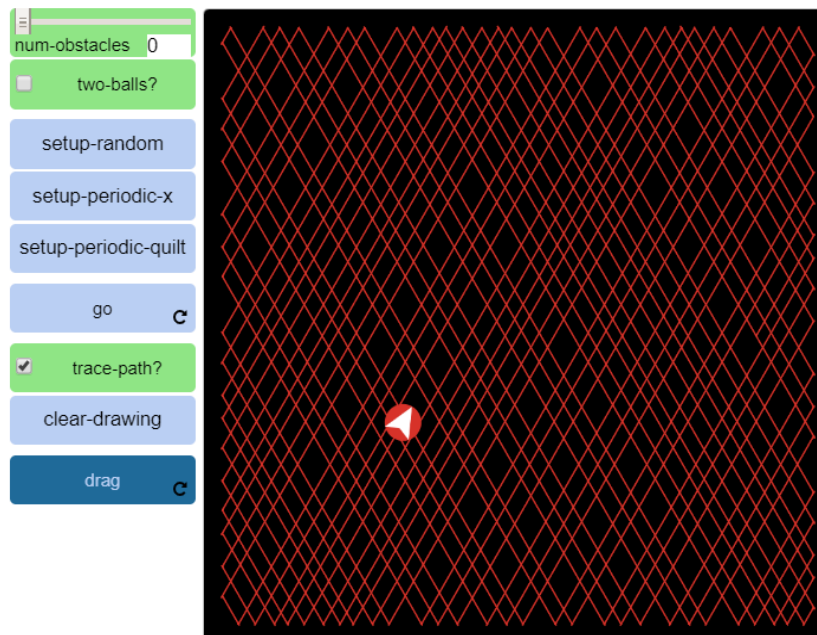 num-obstacles 0
two-balls?
setup-random
setup-periodic-x
setup-periodic-quilt
go
trace-path?
clear-drawing
drag